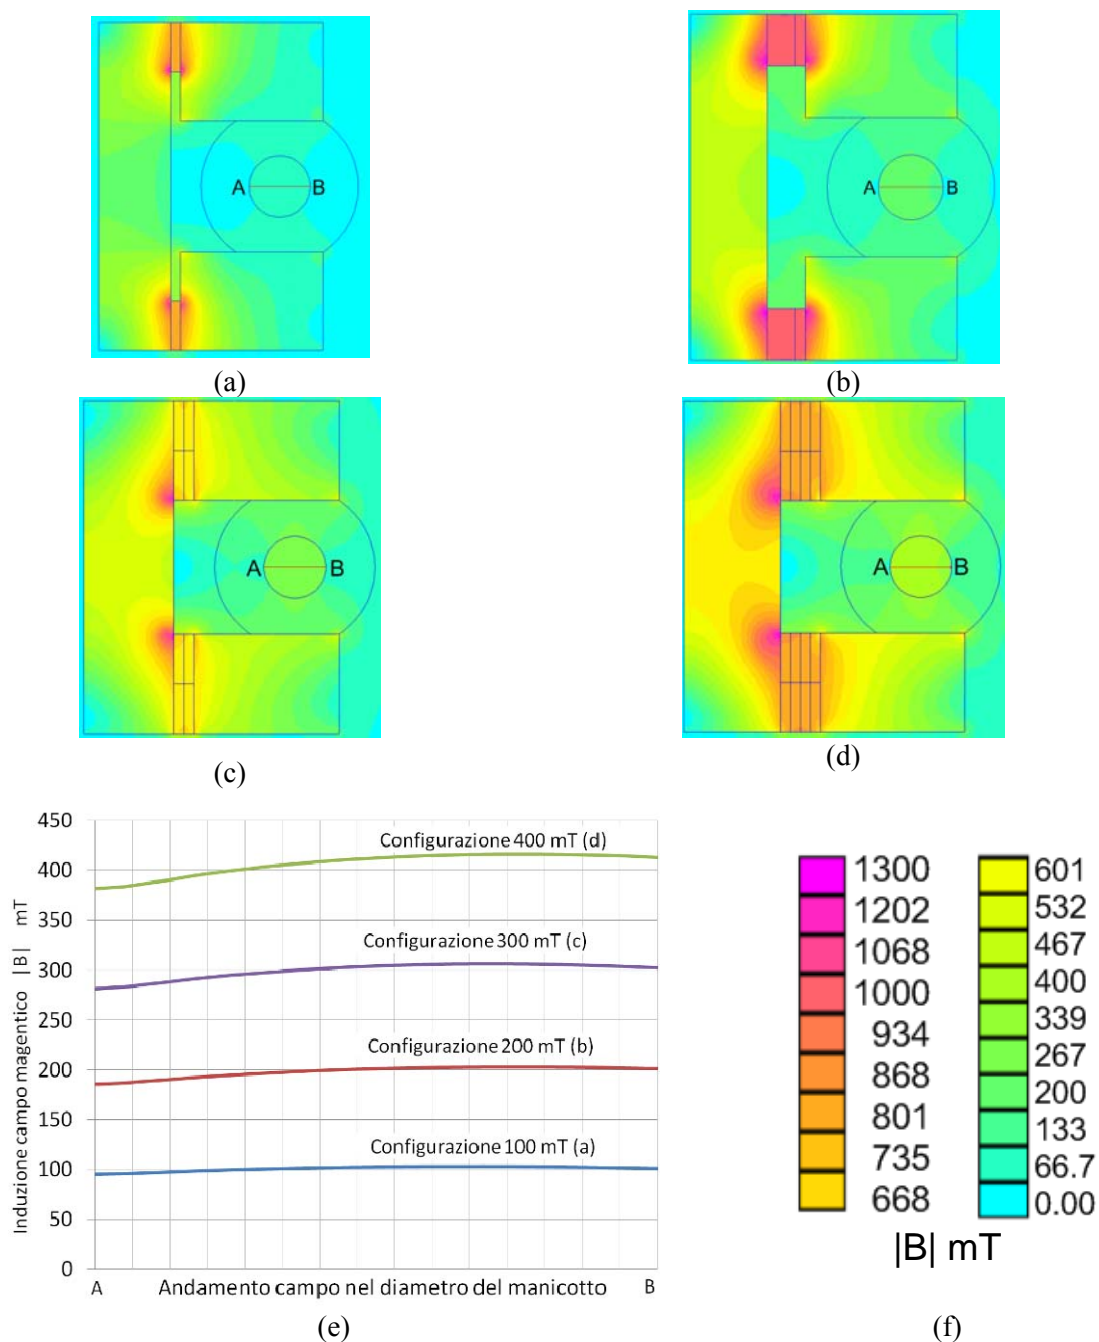 A B
(a)
A B
(b)
A B
(c)
A B
(d)
450
400
350
300
250
200
150
100
50
0
Induzione campo magentico |B| mT
Configurazione 400 mT (d)
Configurazione 300 mT (c)
Configurazione 200 mT (b)
Configurazione 100 mT (a)
A Andamento campo nel diametro del manicotto B
(e)
1300
1202
1068
1000
934
868
801
735
668
601
532
467
400
339
267
200
133
66.7
0.00
|B| mT
(f)